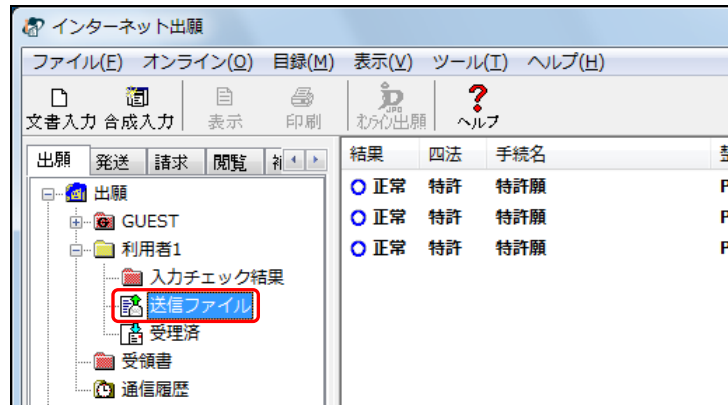 インターネット出願
ファイル(F) オンライン(O) 目録(M) 表示(V) ツール(T) ヘルプ(H)
文書入力 合成入力 表示 印刷 オンライン出願 ヘルプ
出願 発送 請求 閲覧
結果 四法 手続名
出願
GUEST
利用者1
入力チェック結果
送信ファイル
受理済
受領書
通信履歴
正常 特許 特許願
正常 特許 特許願
正常 特許 特許願